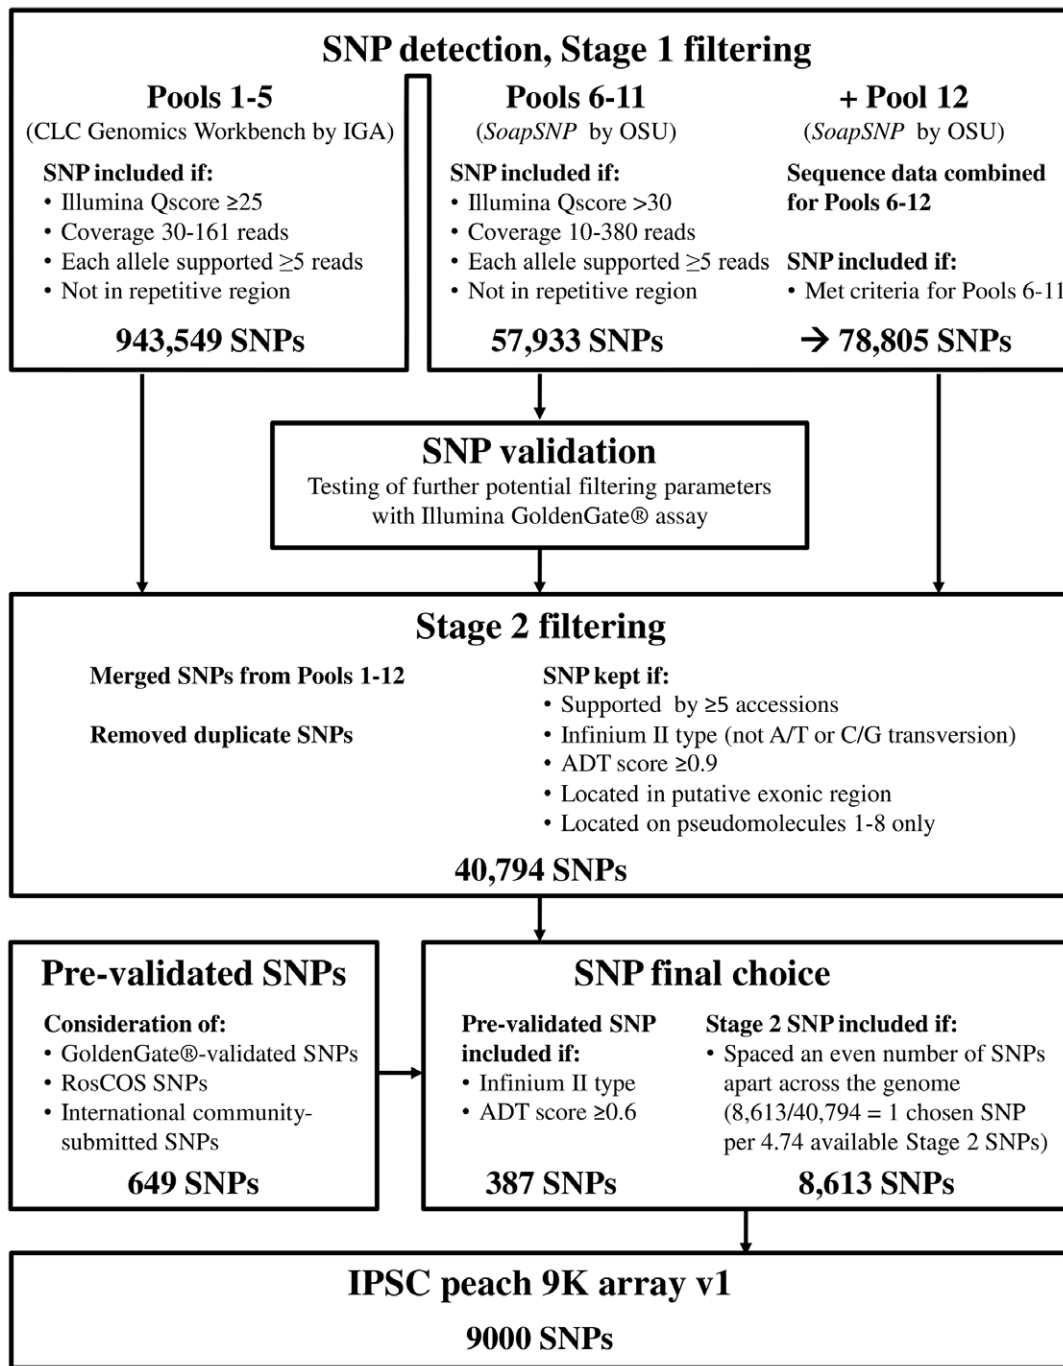 SNP detection, Stage 1 filtering
Pools 1-5
(CLC Genomics Workbench by IGA)
SNP included if:
• Illumina Qscore ≥25
• Coverage 30-161 reads
• Each allele supported ≥5 reads
• Not in repetitive region
943,549 SNPs
Pools 6-11
(SoapSNP by OSU)
SNP included if:
• Illumina Qscore >30
• Coverage 10-380 reads
• Each allele supported ≥5 reads
• Not in repetitive region
57,933 SNPs
+ Pool 12
(SoapSNP by OSU)
Sequence data combined
for Pools 6-12
SNP included if:
• Met criteria for Pools 6-11
→ 78,805 SNPs
SNP validation
Testing of further potential filtering parameters
with Illumina GoldenGate® assay
Stage 2 filtering
Merged SNPs from Pools 1-12
Removed duplicate SNPs
SNP kept if:
• Supported by ≥5 accessions
• Infinium II type (not A/T or C/G transversion)
• ADT score ≥0.9
• Located in putative exonic region
• Located on pseudomolecules 1-8 only
40,794 SNPs
Pre-validated SNPs
Consideration of:
• GoldenGate®-validated SNPs
• RosCOS SNPs
• International community-
submitted SNPs
649 SNPs
SNP final choice
Pre-validated SNP
included if:
• Infinium II type
• ADT score ≥0.6
387 SNPs
Stage 2 SNP included if:
• Spaced an even number of SNPs
apart across the genome
(8,613/40,794 = 1 chosen SNP
per 4.74 available Stage 2 SNPs)
8,613 SNPs
IPSC peach 9K array v1
9000 SNPs